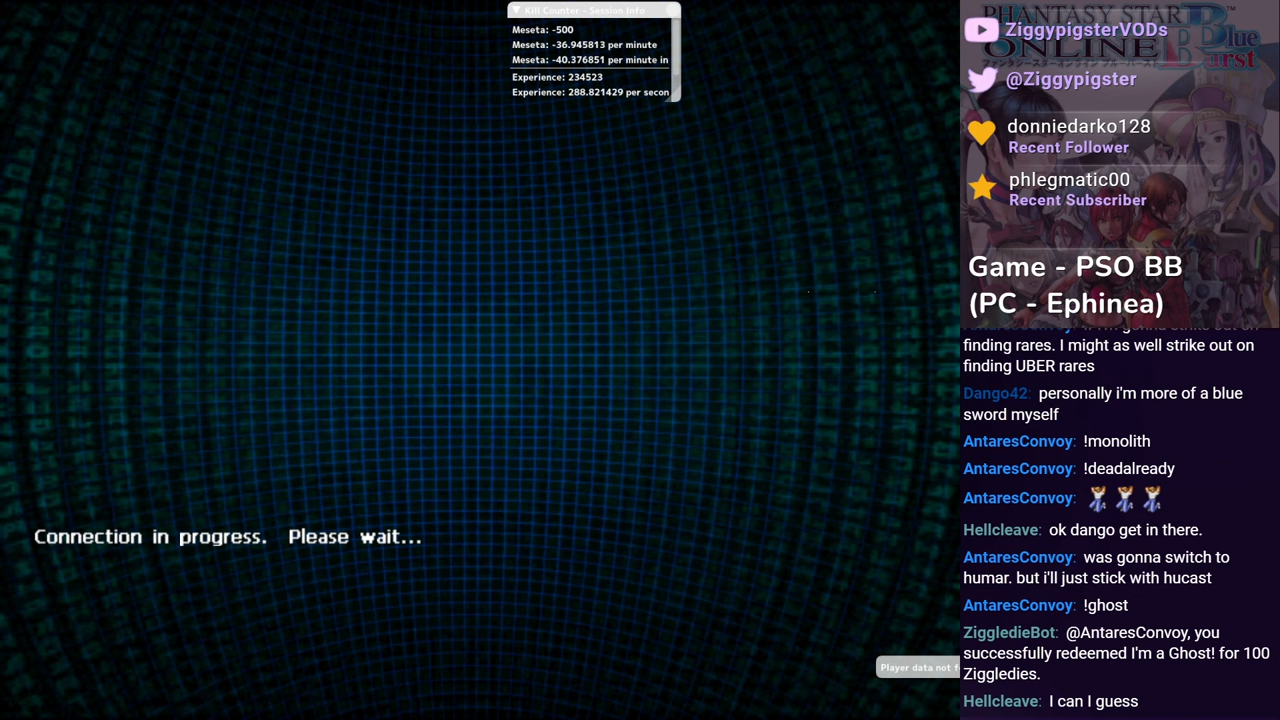 Kill Counter - Session Info
Meseta: -500
Meseta: -36.945813 per minute
Meseta: -40.376851 per minute in
Experience: 234523
Experience: 288.821429 per secon
Connection in progress. Please wait...
Player data not f
PHANTASY STAR
ONLINE Blue
Burst
ZiggypigsterVODs
@Ziggypigster
donniedarko128
Recent Follower
phlegmatic00
Recent Subscriber
Game - PSO BB
(PC - Ephinea)
finding rares. I might as well strike out on
finding UBER rares
Dango42: personally i'm more of a blue
sword myself
AntaresConvoy: !monolith
AntaresConvoy: !deadalready
AntaresConvoy:
Hellcleave: ok dango get in there.
AntaresConvoy: was gonna switch to
humar. but i'll just stick with hucast
AntaresConvoy: !ghost
ZiggledieBot: @AntaresConvoy, you
successfully redeemed I'm a Ghost! for 100
Ziggledies.
Hellcleave: I can I guess